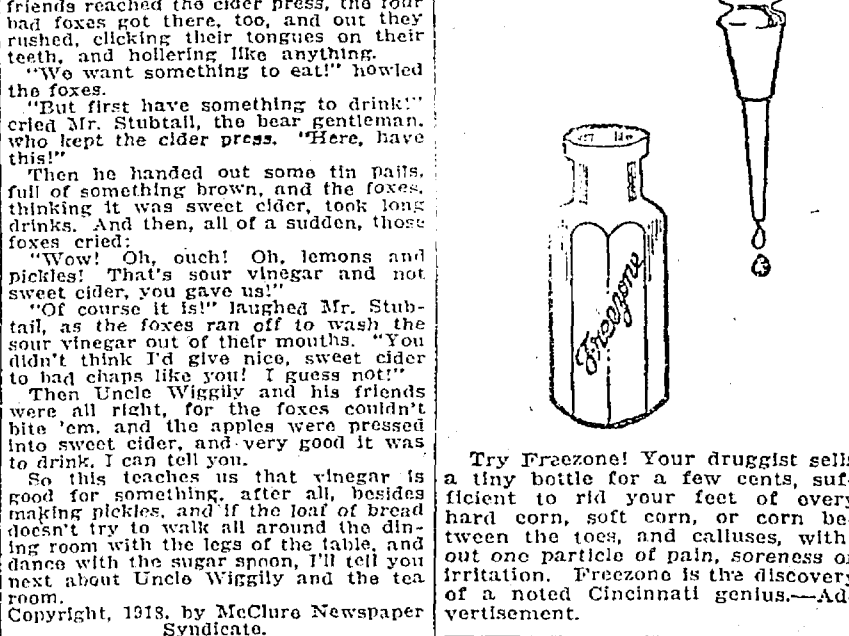 friends reached the cider press, the four
bad foxes got there, too, and out they
rushed, clicking their tongues on their
teeth, and hollering like anything.
"We want something to eat!" howled
the foxes.
"But first have something to drink!"
cried Mr. Stubtail, the bear gentleman,
who kept the cider press. "Here, have
this!"
Then he handed out some tin pails,
full of something brown, and the foxes,
thinking it was sweet cider, took long
drinks. And then, all of a sudden, those
foxes cried:
"Wow! Oh, ouch! Oh, lemons and
pickles! That's sour vinegar and not
sweet cider, you gave us!"
"Of course it is!" laughed Mr. Stub-
tail, as the foxes ran off to wash the
sour vinegar out of their mouths. "You
didn't think I'd give nice, sweet cider
to bad chaps like you! I guess not!"
Then Uncle Wiggily and his friends
were all right, for the foxes couldn't
bite 'em, and the apples were pressed
into sweet cider, and very good it was
to drink, I can tell you.
So this teaches us that vinegar is
good for something, after all, besides
making pickles, and if the loaf of bread
doesn't try to walk all around the din-
ing room with the legs of the table, and
dance with the sugar spoon, I'll tell you
next about Uncle Wiggily and the tea
room.
Copyright, 1918, by McClure Newspaper
Syndicate.
Freezone
Try Freezone! Your druggist sells
a tiny bottle for a few cents, suf-
ficient to rid your feet of every
hard corn, soft corn, or corn be-
tween the toes, and calluses, with-
out one particle of pain, soreness or
irritation. Freezone is the discovery
of a noted Cincinnati genius.—Ad-
vertisement.